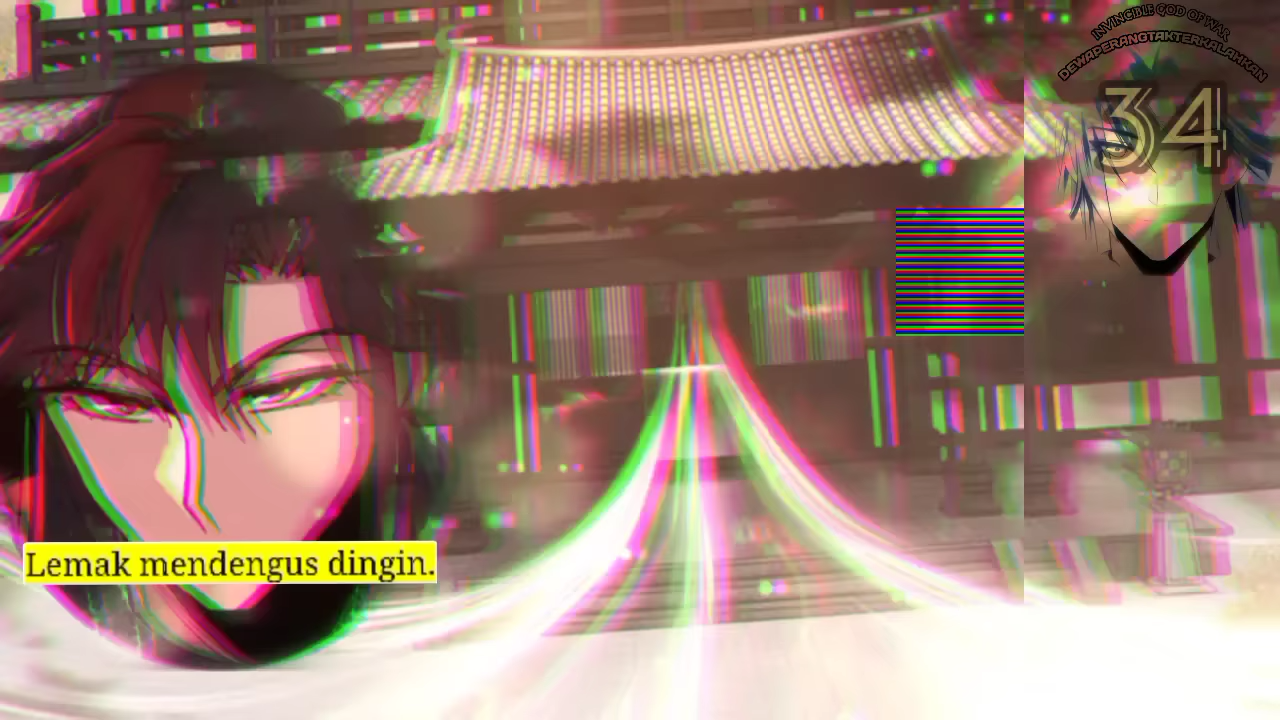 INVINCIBLE GOD OF WAR
DEWAPERANGTAKTERKALAHKAN
34
Lemak mendengus dingin.